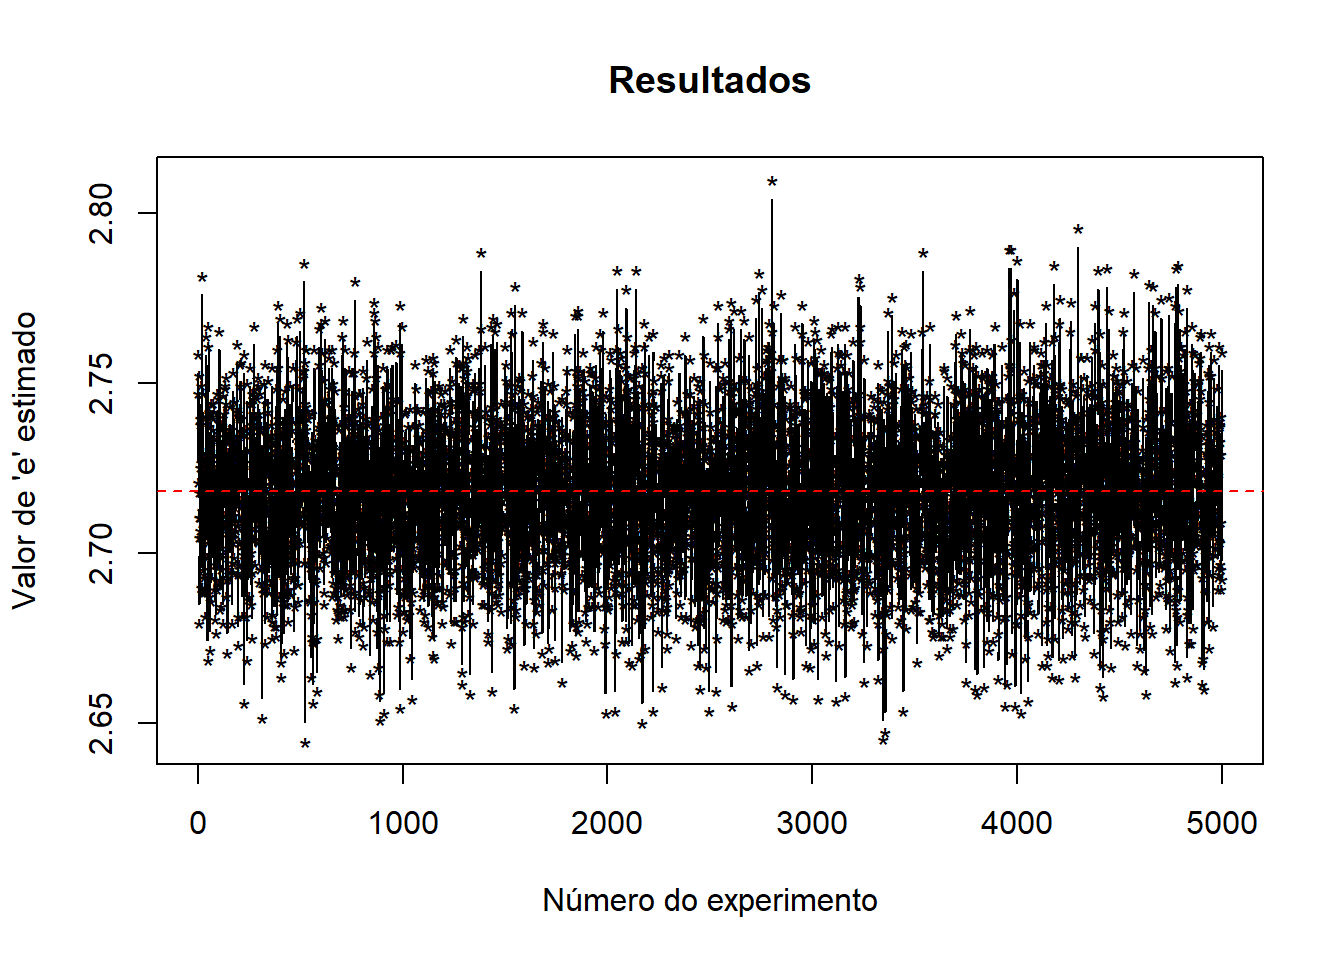 Resultados
Valor de 'e' estimado
2.80
2.75
2.70
2.65
0 1000 2000 3000 4000 5000
Número do experimento